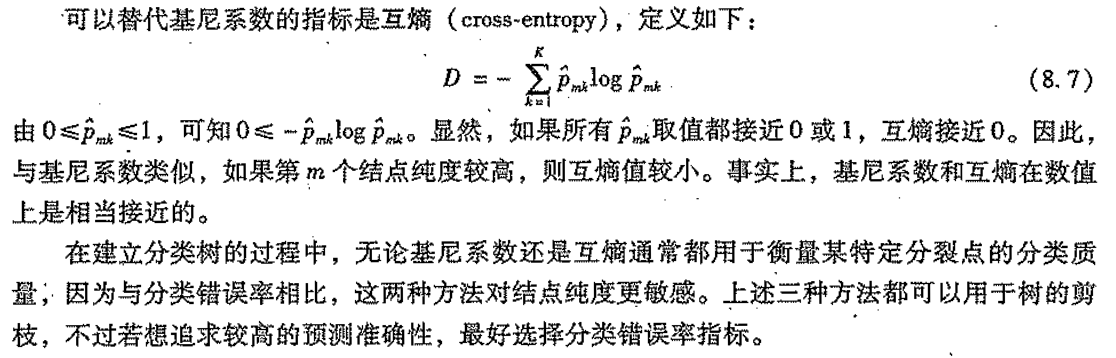 可以替代基尼系数的指标是互熵（cross-entropy），定义如下：
D = - \sum_{k=1}^{K} \hat{p}_{mk} \log \hat{p}_{mk} (8.7)
由 0≤\hat{p}_{mk}≤1，可知 0≤ -\hat{p}_{mk} \log \hat{p}_{mk}。显然，如果所有 \hat{p}_{mk} 取值都接近 0 或 1，互熵接近 0。因此，
与基尼系数类似，如果第 m 个结点纯度较高，则互熵值较小。事实上，基尼系数和互熵在数值
上是相当接近的。
在建立分类树的过程中，无论基尼系数还是互熵通常都用于衡量某特定分裂点的分类质
量，因为与分类错误率相比，这两种方法对结点纯度更敏感。上述三种方法都可以用于树的剪
枝，不过若想追求较高的预测准确性，最好选择分类错误率指标。